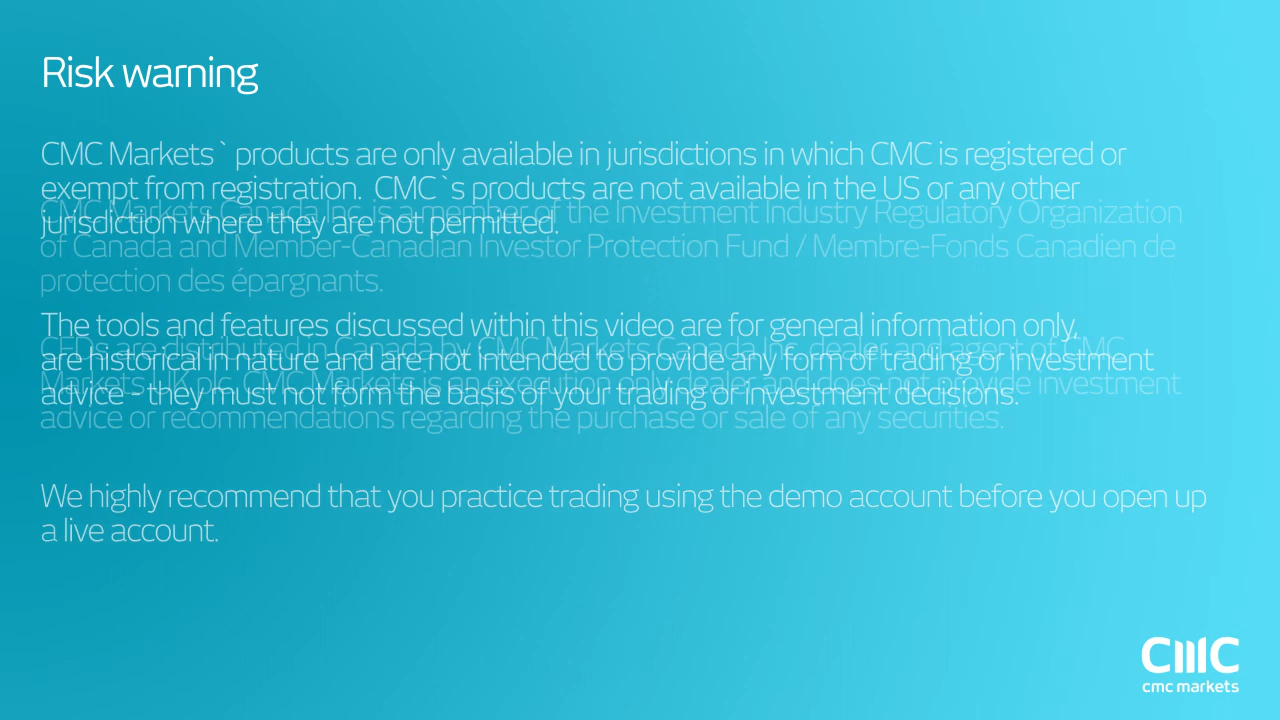 Risk warning
CMC Markets` products are only available in jurisdictions in which CMC is registered or
exempt from registration.  CMC`s products are not available in the US or any other
CMC Markets Canada Inc. is a member of the Investment Industry Regulatory Organization
jurisdiction where they are not permitted.
of Canada and Member-Canadian Investor Protection Fund / Membre-Fonds Canadien de
protection des épargnants.
The tools and features discussed within this video are for general information only,
CFDs are distributed in Canada by CMC Markets Canada Inc. dealer and agent of CMC
are historical in nature and are not intended to provide any form of trading or investment
Markets UK plc. CMC Markets is an execution only dealer and does not provide investment
advice - they must not form the basis of your trading or investment decisions.
advice or recommendations regarding the purchase or sale of any securities.
We highly recommend that you practice trading using the demo account before you open up
a live account.
CMC
cmc markets